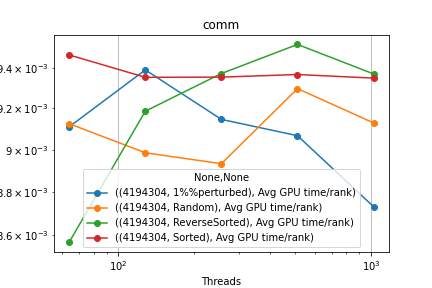 comm
9.4 × 10⁻³
9.2 × 10⁻³
9 × 10⁻³
8.8 × 10⁻³
8.6 × 10⁻³
None,None
((4194304, 1%%perturbed), Avg GPU time/rank)
((4194304, Random), Avg GPU time/rank)
((4194304, ReverseSorted), Avg GPU time/rank)
((4194304, Sorted), Avg GPU time/rank)
10² 10³
Threads